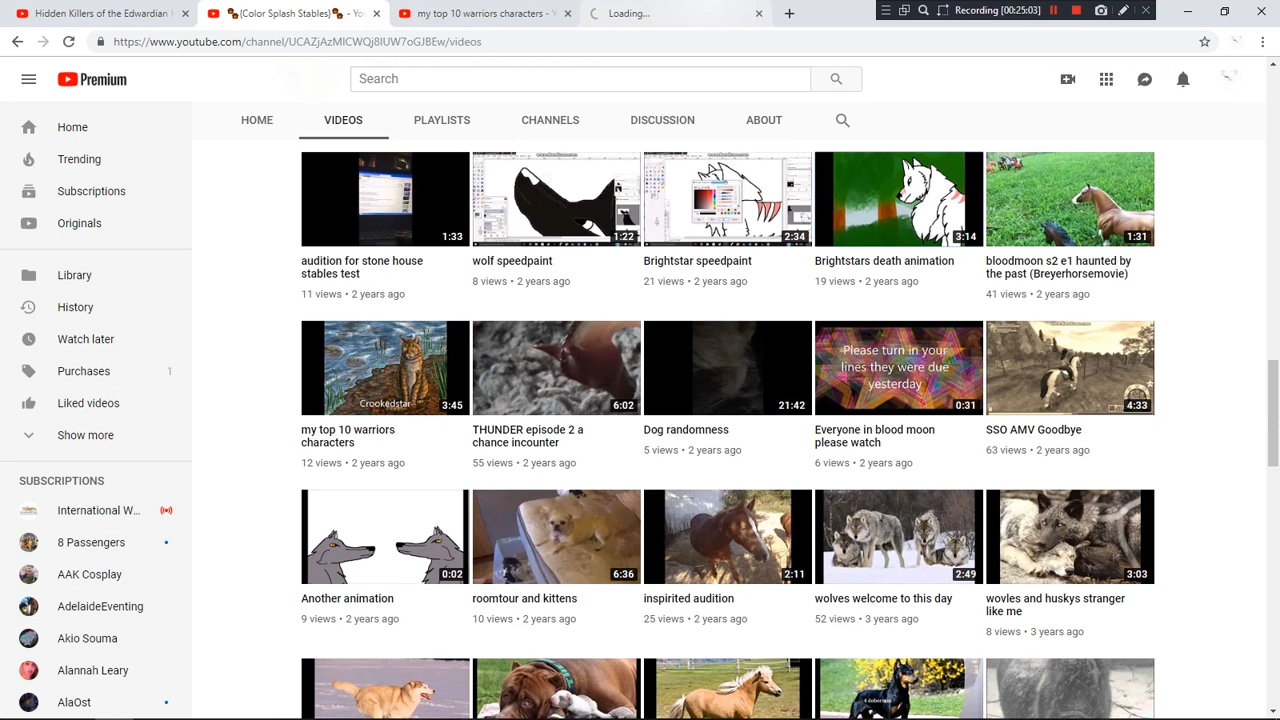 Hidden Killers of the Edwardian
[Color Splash Stables]
my top 10 warriors characters -
Loading...
Recording [00:25:03]
https://www.youtube.com/channel/UCAZjAzMICWQj8IUW7oGJBEw/videos
Premium
Search
HOME VIDEOS PLAYLISTS CHANNELS DISCUSSION ABOUT
Home
Trending
Subscriptions
Originals
Library
History
Watch later
Purchases 1
Liked videos
Show more
SUBSCRIPTIONS
International W...
8 Passengers
AAK Cosplay
AdelaideEventing
Akio Souma
Alannah Leary
AlaOst
1:33
audition for stone house
stables test
11 views • 2 years ago
1:22
wolf speedpaint
8 views • 2 years ago
2:34
Brightstar speedpaint
21 views • 2 years ago
3:14
Brightstars death animation
19 views • 2 years ago
1:31
bloodmoon s2 e1 haunted by
the past (Breyerhorsemovie)
41 views • 2 years ago
Crookedstar
3:45
my top 10 warriors
characters
12 views • 2 years ago
6:02
THUNDER episode 2 a
chance incounter
55 views • 2 years ago
21:42
Dog randomness
5 views • 2 years ago
Please turn in your
lines they were due
yesterday
0:31
Everyone in blood moon
please watch
6 views • 2 years ago
4:33
SSO AMV Goodbye
63 views • 2 years ago
0:02
Another animation
9 views • 2 years ago
6:36
roomtour and kittens
10 views • 2 years ago
2:11
inspirited audition
25 views • 2 years ago
2:49
wolves welcome to this day
52 views • 3 years ago
3:03
wovles and huskys stranger
like me
8 views • 3 years ago